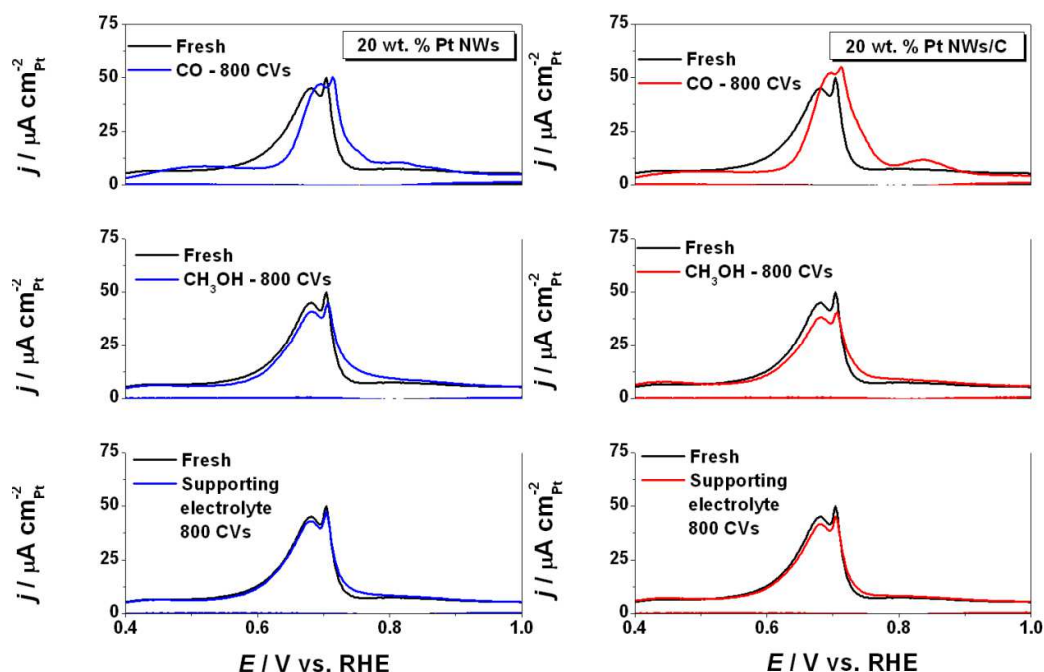 75
50
25
0
j / μA cm-2Pt
Fresh
CO - 800 CVs
20 wt. % Pt NWs
75
50
25
0
j / μA cm-2Pt
Fresh
CO - 800 CVs
20 wt. % Pt NWs/C
75
50
25
0
j / μA cm-2Pt
Fresh
CH3OH - 800 CVs
75
50
25
0
j / μA cm-2Pt
Fresh
CH3OH - 800 CVs
75
50
25
0
j / μA cm-2Pt
Fresh
Supporting
electrolyte
800 CVs
0.4 0.6 0.8 1.0
E / V vs. RHE
75
50
25
0
j / μA cm-2Pt
Fresh
Supporting
electrolyte
800 CVs
0.4 0.6 0.8 1.0
E / V vs. RHE